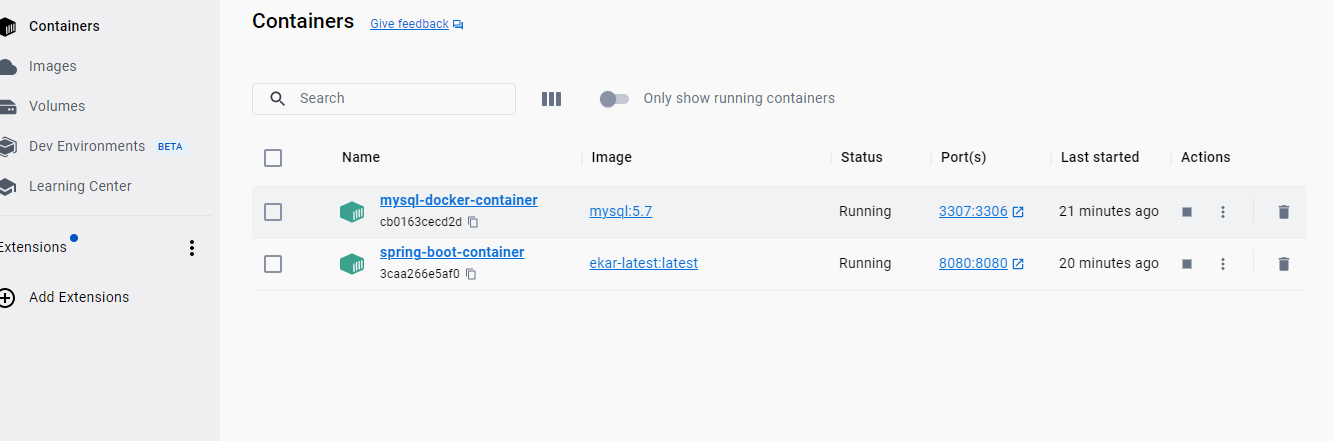 Containers
Images
Volumes
Dev Environments BETA
Learning Center
Extensions
Add Extensions
Containers Give feedback
Search Only show running containers
Name Image Status Port(s) Last started Actions
mysql-docker-container mysql:5.7 Running 3307:3306 21 minutes ago
cb0163cecd2d
spring-boot-container ekar-latest:latest Running 8080:8080 20 minutes ago
3caa266e5af0